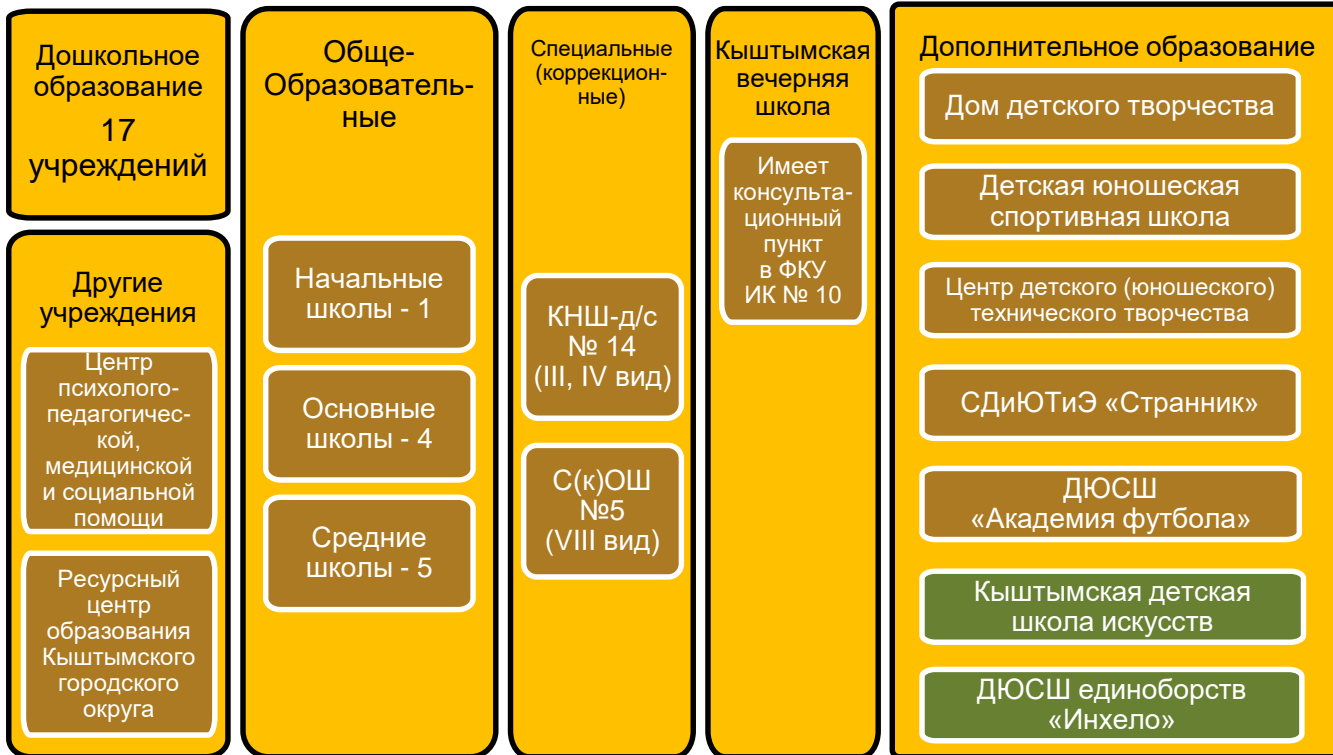 Дошкольное
образование
17
учреждений
Другие
учреждения
Центр
психолого-
педагогичес-
кой,
медицинской
и социальной
помощи
Ресурсный
центр
образования
Кыштымского
городского
округа
Обще-
Образователь-
ные
Начальные
школы - 1
Основные
школы - 4
Средние
школы - 5
Специальные
(коррекцион-
ные)
КНШ-д/с
№ 14
(III, IV вид)
С(к)ОШ
№5
(VIII вид)
Кыштымская
вечерняя
школа
Имеет
консульта-
ционный
пункт
в ФКУ
ИК № 10
Дополнительное образование
Дом детского творчества
Детская юношеская
спортивная школа
Центр детского (юношеского)
технического творчества
СДиЮТиЭ «Странник»
ДЮСШ
«Академия футбола»
Кыштымская детская
школа искусств
ДЮСШ единоборств
«Инхело»